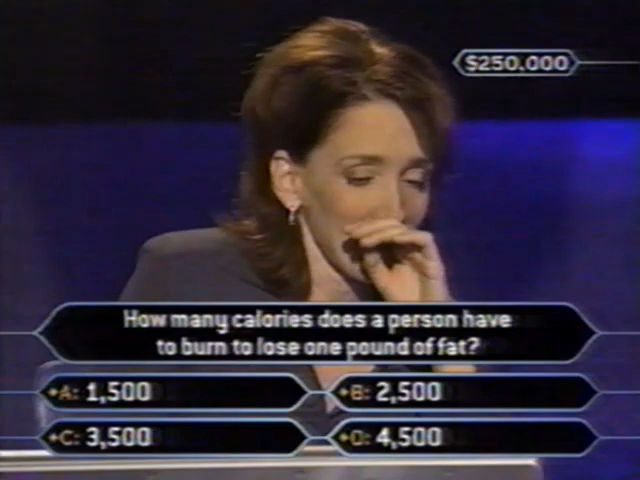 $250,000
How many calories does a person have
to burn to lose one pound of fat?
A: 1,500
B: 2,500
C: 3,500
D: 4,500